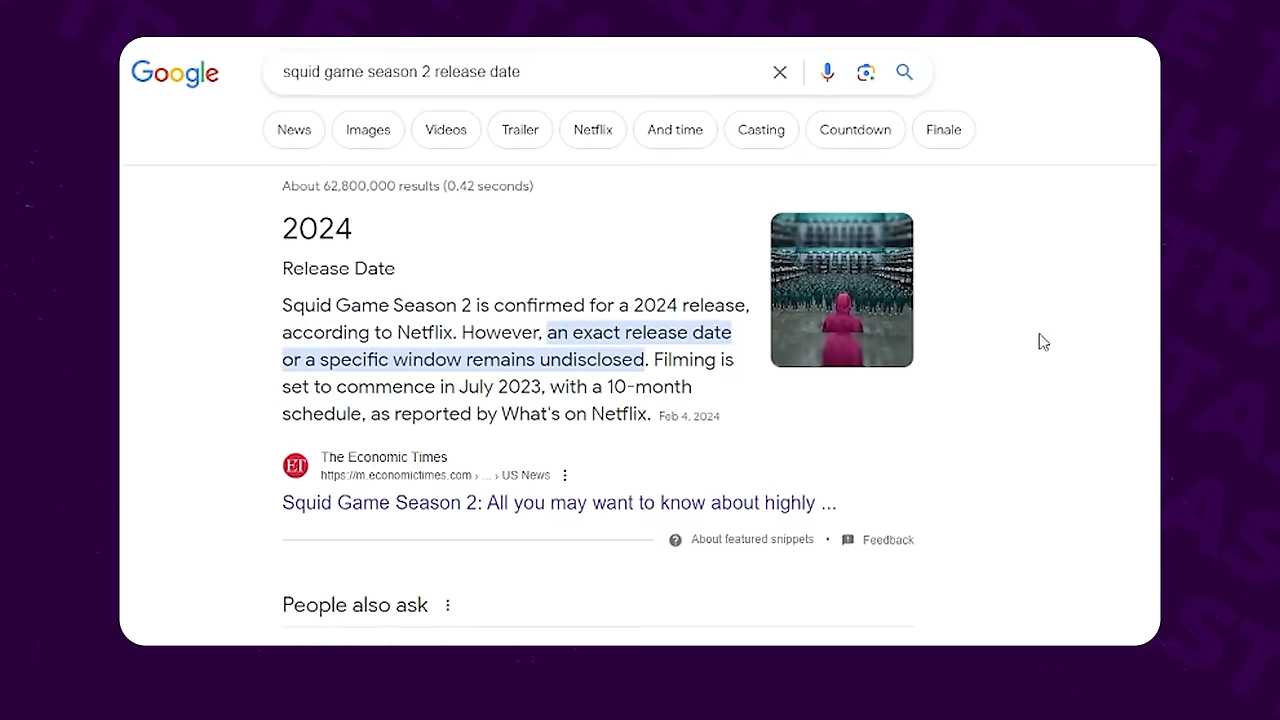 Google
squid game season 2 release date
News Images Videos Trailer Netflix And time Casting Countdown Finale
About 62,800,000 results (0.42 seconds)
2024
Release Date
Squid Game Season 2 is confirmed for a 2024 release,
according to Netflix. However, an exact release date
or a specific window remains undisclosed. Filming is
set to commence in July 2023, with a 10-month
schedule, as reported by What's on Netflix. Feb 4, 2024
ET
The Economic Times
https://m.economictimes.com › ... › US News
Squid Game Season 2: All you may want to know about highly ...
About featured snippets • Feedback
People also ask